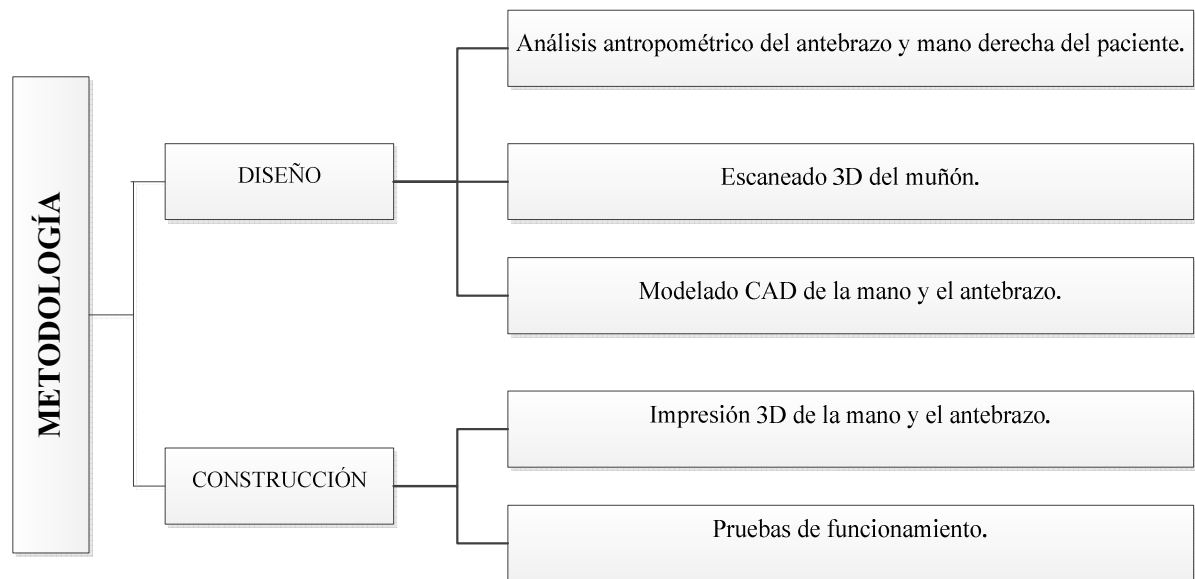 METODOLOGÍA
DISEÑO
Análisis antropométrico del antebrazo y mano derecha del paciente.
Escaneado 3D del muñón.
Modelado CAD de la mano y el antebrazo.
CONSTRUCCIÓN
Impresión 3D de la mano y el antebrazo.
Pruebas de funcionamiento.